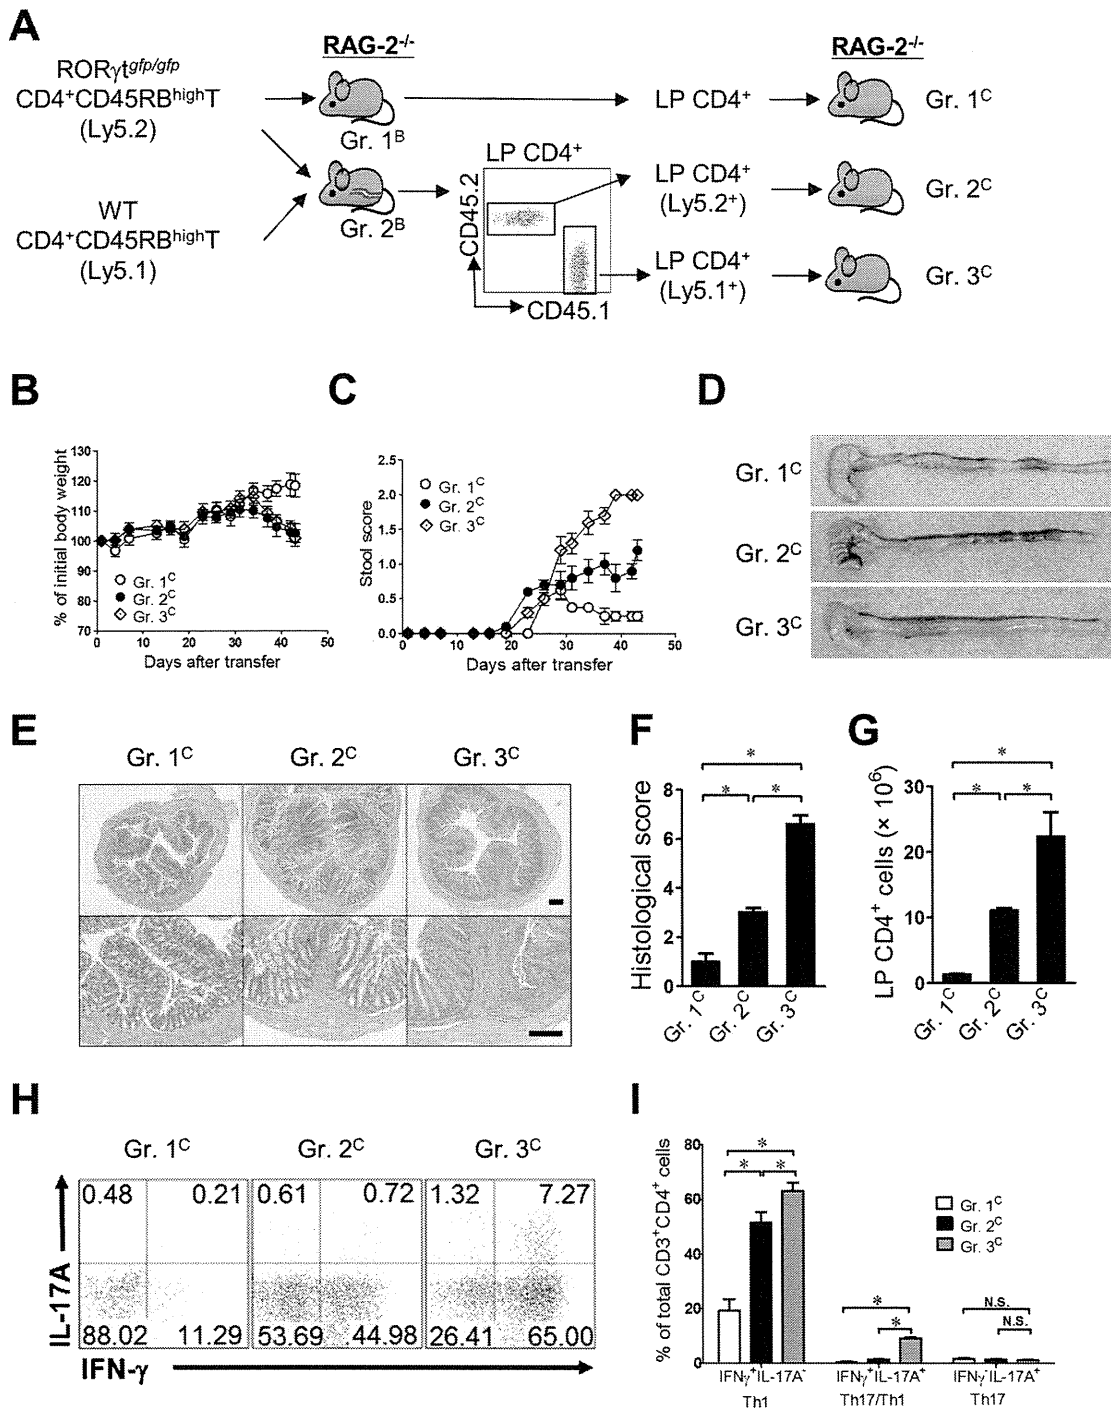 A
RAG-2-/-
RAG-2-/-
RORγtgfp/gfp
CD4+CD45RBhighT
(Ly5.2)
Gr. 1B
LP CD4+
Gr. 1C
LP CD4+
CD45.2
CD45.1
LP CD4+
(Ly5.2+)
Gr. 2C
WT
CD4+CD45RBhighT
(Ly5.1)
Gr. 2B
LP CD4+
(Ly5.1+)
Gr. 3C
B
% of initial body weight
130
120
110
100
90
80
70
Gr. 1C
Gr. 2C
Gr. 3C
0 10 20 30 40 50
Days after transfer
C
Stool score
2.5
2.0
1.5
1.0
0.5
0.0
Gr. 1C
Gr. 2C
Gr. 3C
0 10 20 30 40 50
Days after transfer
D
Gr. 1C
Gr. 2C
Gr. 3C
E
Gr. 1C Gr. 2C Gr. 3C
F
Histological score
8
6
4
2
0
* * *
Gr. 1C Gr. 2C Gr. 3C
G
LP CD4+ cells (× 106)
30
20
10
0
* * *
Gr. 1C Gr. 2C Gr. 3C
H
Gr. 1C Gr. 2C Gr. 3C
0.48 0.21 0.61 0.72 1.32 7.27
88.02 11.29 53.69 44.98 26.41 65.00
IL-17A
IFN-γ
I
% of total CD3+CD4+ cells
80
60
40
20
0
* * *
* *
N.S.
N.S.
Gr. 1C
Gr. 2C
Gr. 3C
IFNγ+IL-17A- IFNγ+IL-17A+ IFNγ-IL-17A+
Th1 Th17/Th1 Th17